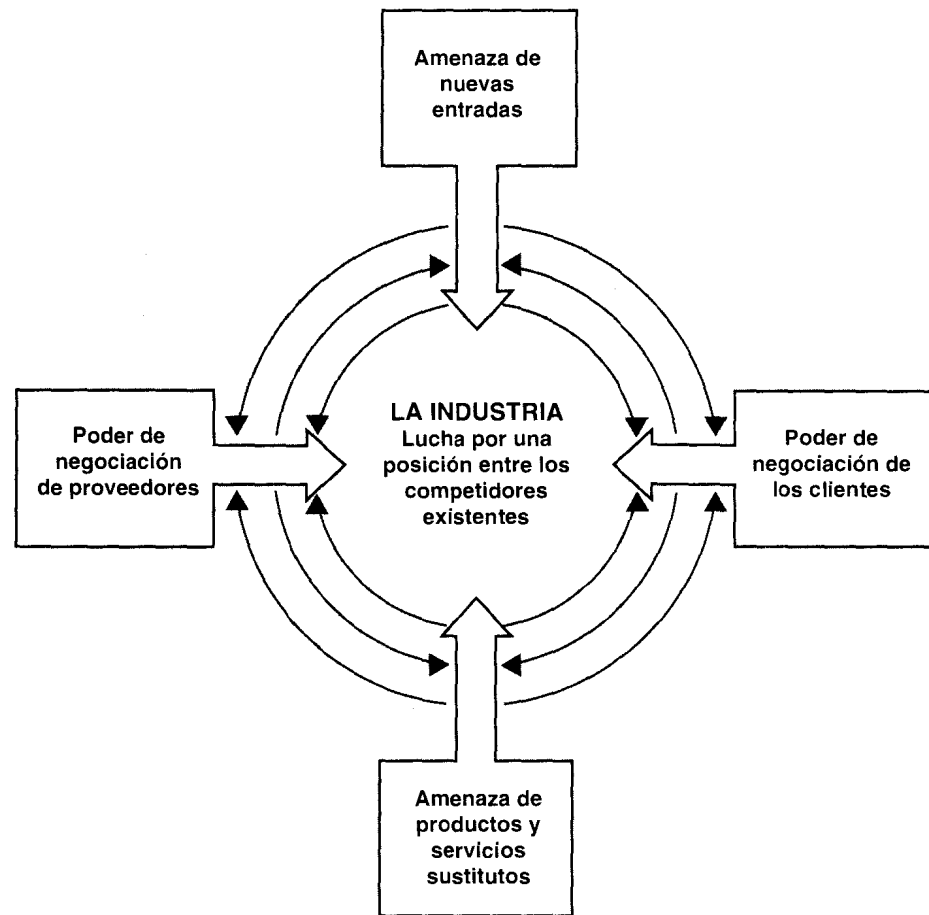 Amenaza de
nuevas
entradas
Poder de
negociación
de proveedores
LA INDUSTRIA
Lucha por una
posición entre los
competidores
existentes
Poder de
negociación de
los clientes
Amenaza de
productos y
servicios
sustitutos